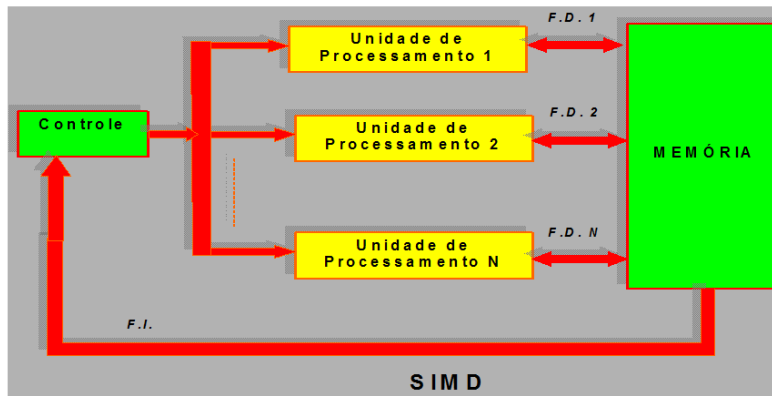 F.D. 1
Unidade de
Processamento 1
Controle
F.D. 2
Unidade de
Processamento 2
MEMÓRIA
F.D. N
Unidade de
Processamento N
F.I.
SIMD